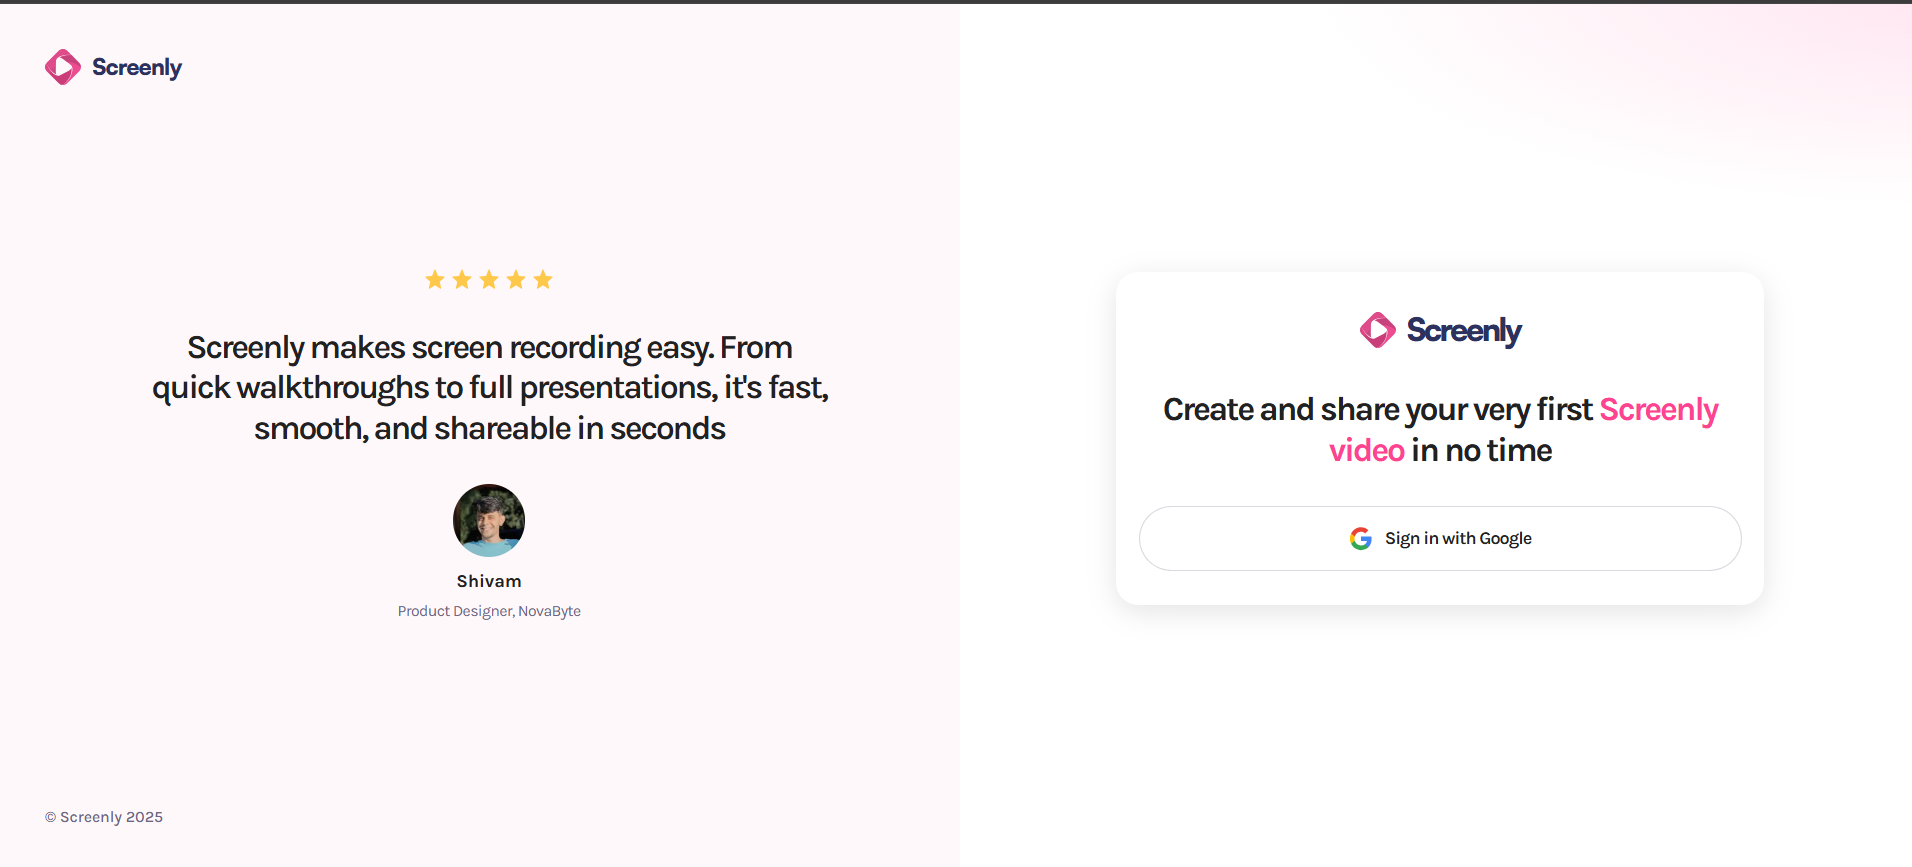 Screenly
Screenly makes screen recording easy. From
quick walkthroughs to full presentations, it's fast,
smooth, and shareable in seconds
Shivam
Product Designer, NovaByte
© Screenly 2025
Screenly
Create and share your very first Screenly
video in no time
Sign in with Google